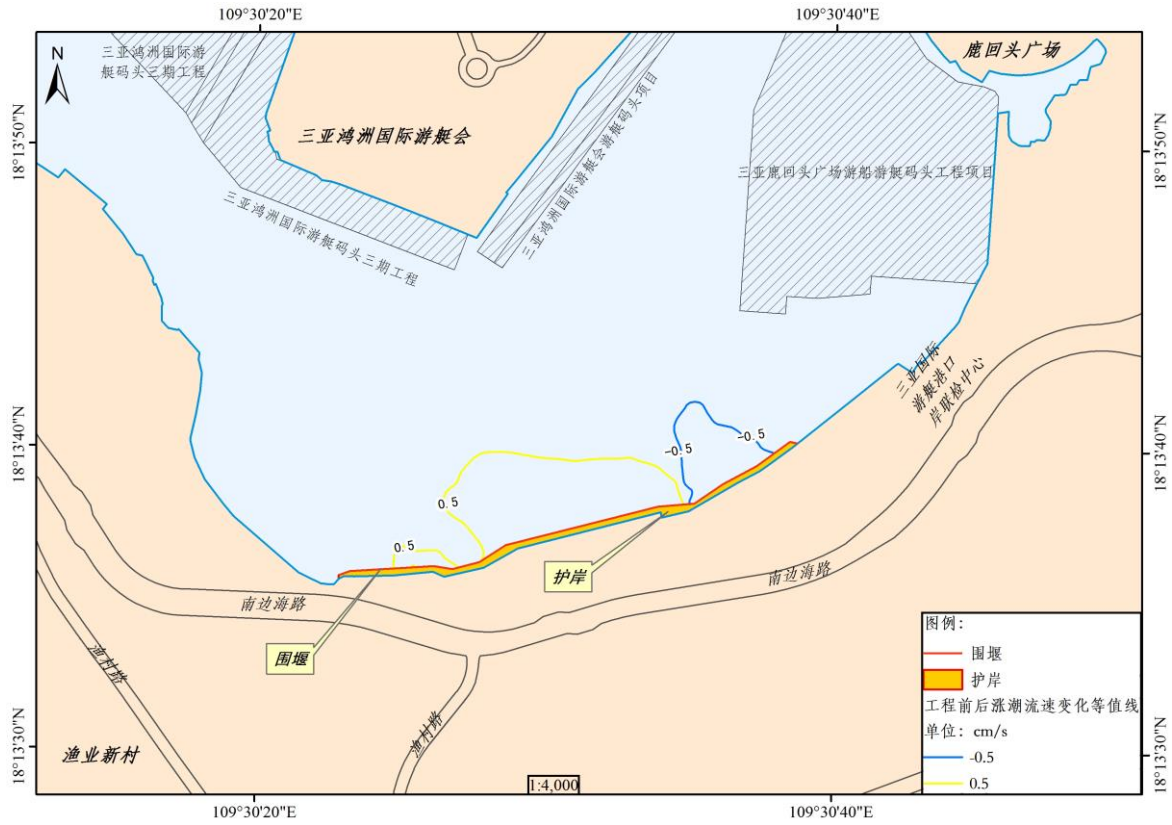 109°30'20"E
109°30'40"E
N
三亚鸿洲国际游
艇码头三期工程
三亚鸿洲国际游艇会
三亚鸿洲国际游艇会游艇码头项目
鹿回头广场
18°13'50"N
18°13'50"N
三亚鹿回头广场游船游艇码头工程项目
三亚鸿洲国际游艇码头三期工程
三亚国际
游艇港口
岸联检中心
18°13'40"N
18°13'40"N
-0.5
-0.5
0.5
0.5
护岸
南边海路
南边海路
围堰
渔村路
渔村路
渔业新村
18°13'30"N
18°13'30"N
1:4,000
图例：
围堰
护岸
工程前后涨潮流速变化等值线
单位：cm/s
-0.5
0.5
109°30'20"E
109°30'40"E